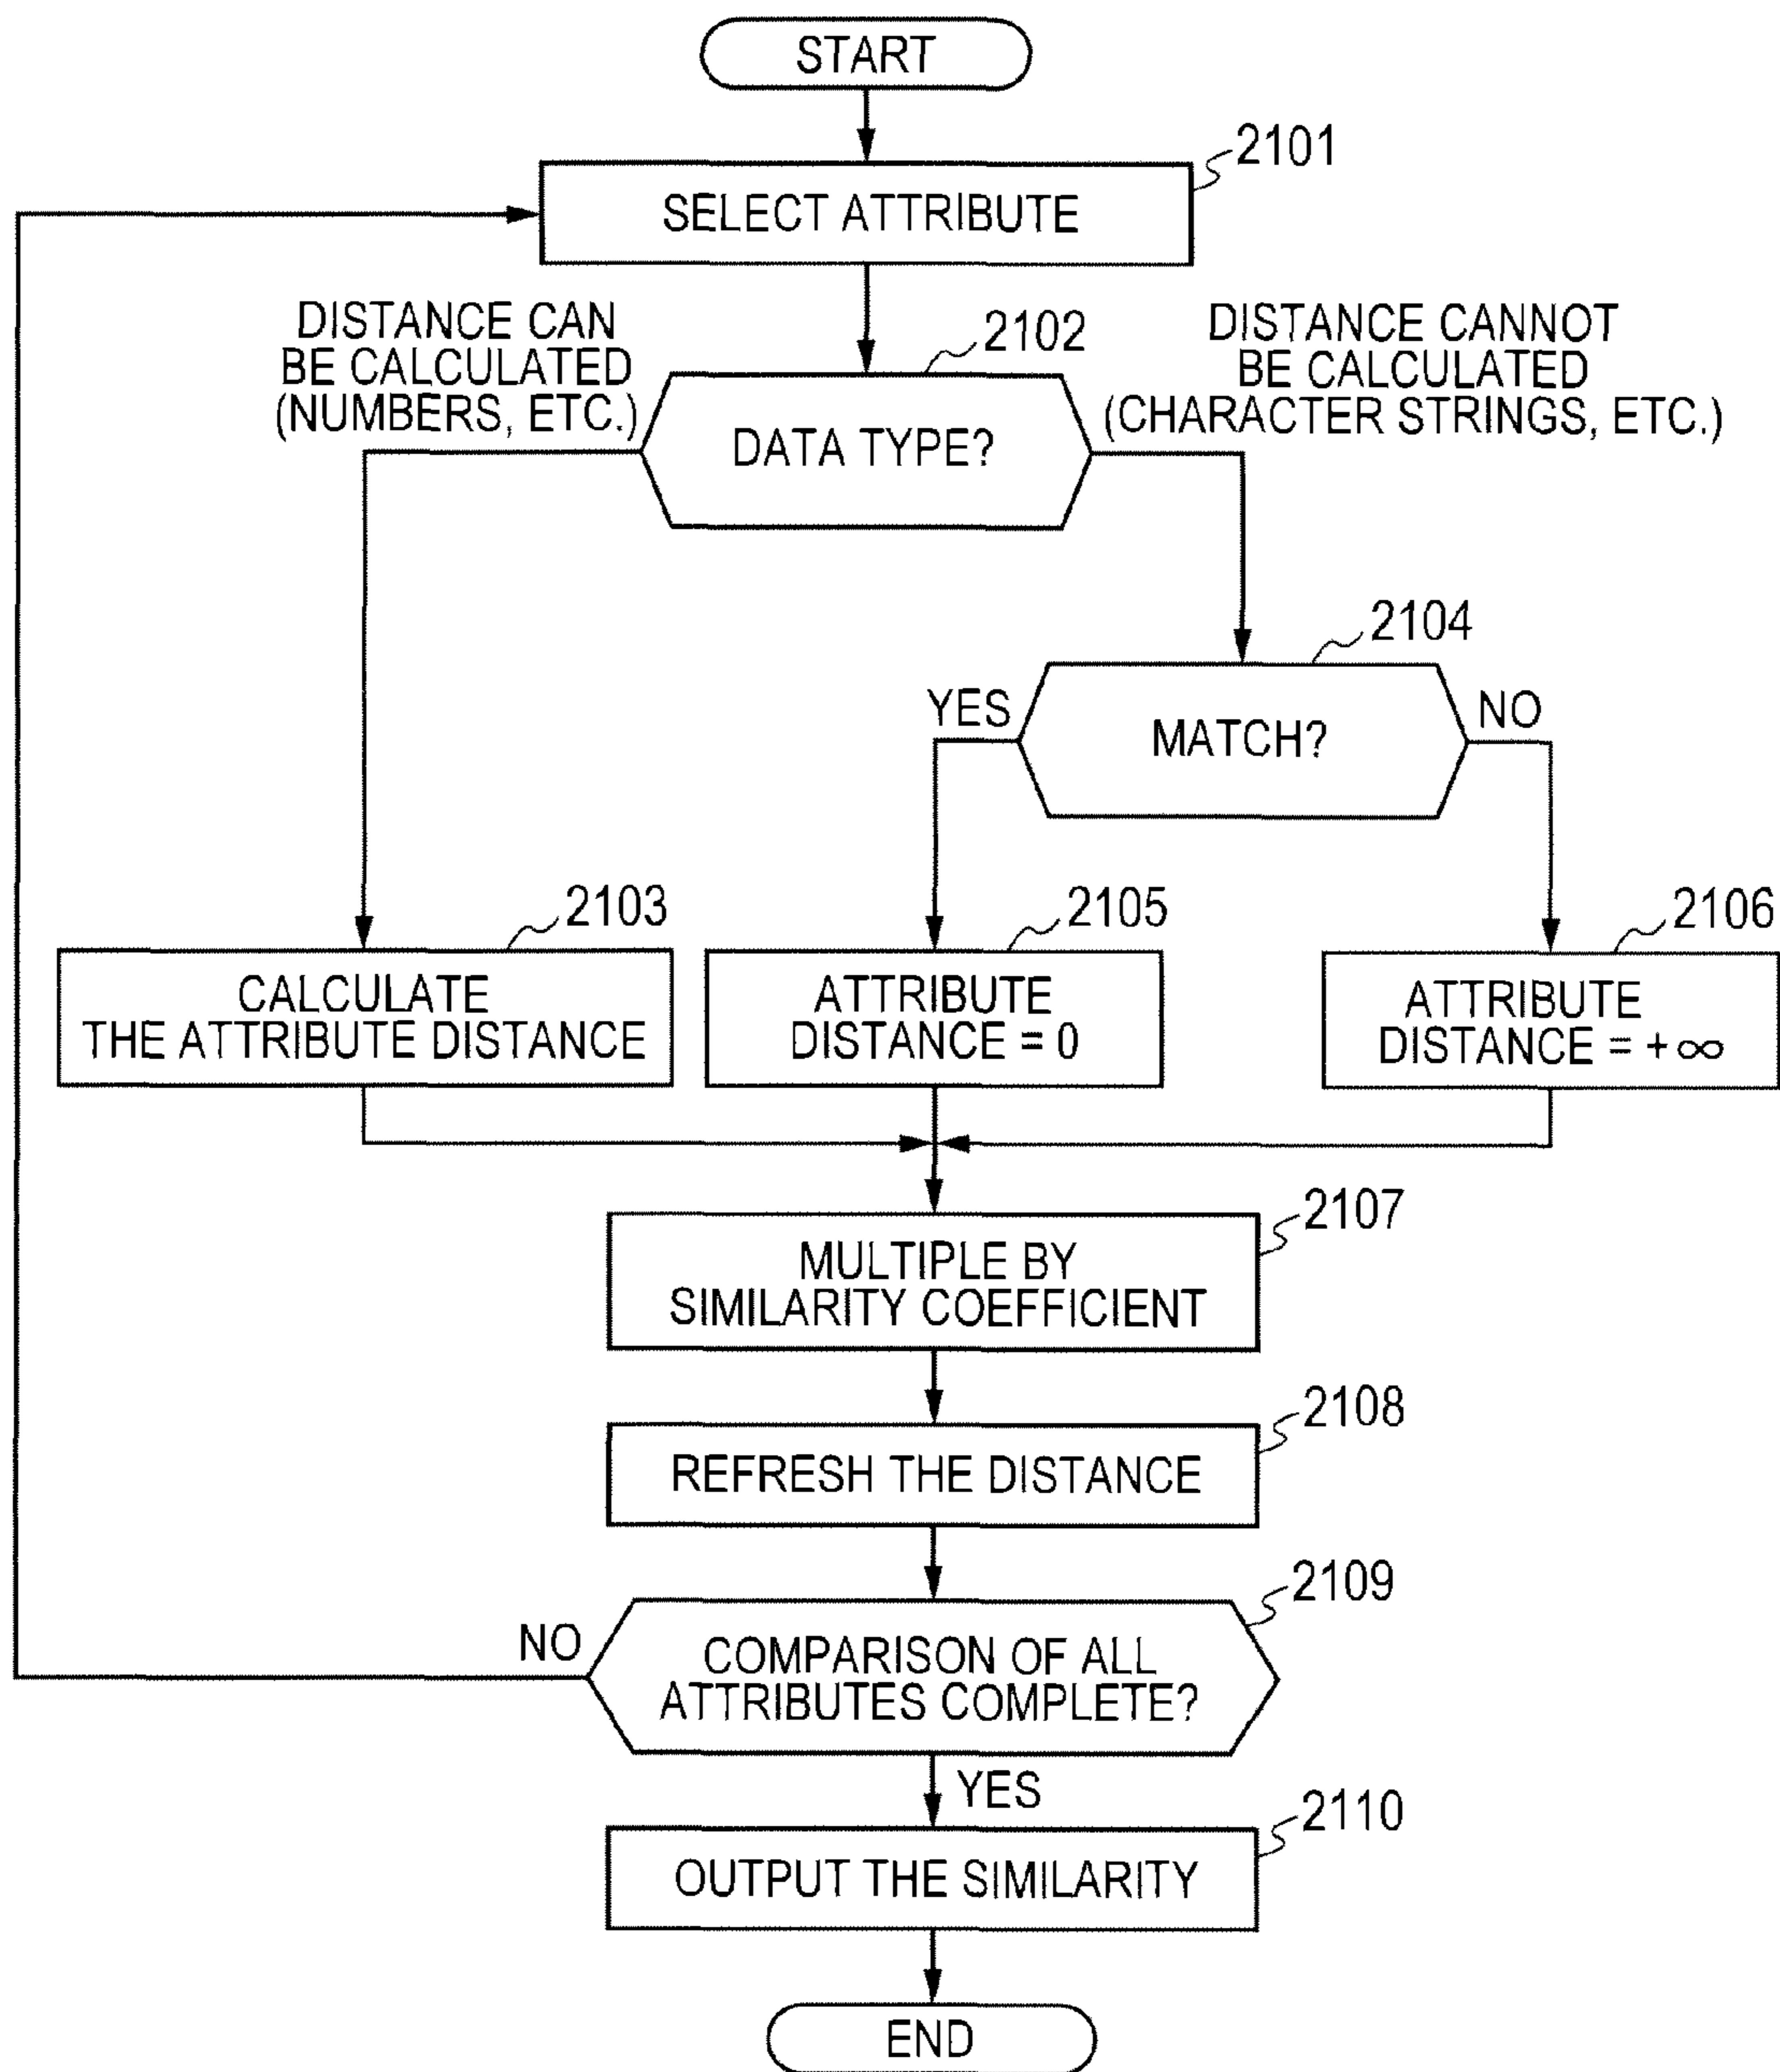 START
2101
SELECT ATTRIBUTE
DISTANCE CAN
BE CALCULATED
(NUMBERS, ETC.)
2102
DISTANCE CANNOT
BE CALCULATED
(CHARACTER STRINGS, ETC.)
DATA TYPE?
2104
YES
MATCH?
NO
2103
CALCULATE
THE ATTRIBUTE DISTANCE
2105
ATTRIBUTE
DISTANCE = 0
2106
ATTRIBUTE
DISTANCE = +∞
2107
MULTIPLE BY
SIMILARITY COEFFICIENT
2108
REFRESH THE DISTANCE
2109
NO
COMPARISON OF ALL
ATTRIBUTES COMPLETE?
YES
2110
OUTPUT THE SIMILARITY
END